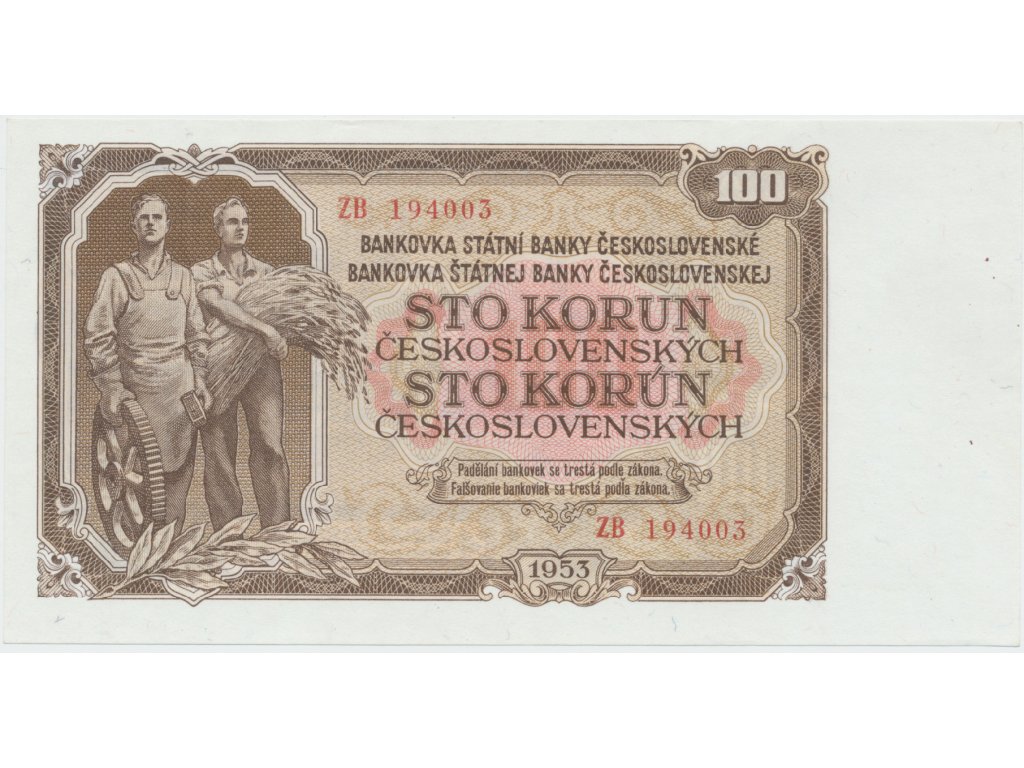 100
ZB 194003
BANKOVKA STÁTNÍ BANKY ČESKOSLOVENSKÉ
BANKOVKA ŠTÁTNEJ BANKY ČESKOSLOVENSKEJ
STO KORUN
ČESKOSLOVENSKÝCH
STO KORÚN
ČESKOSLOVENSKÝCH
Padělání bankovek se trestá podle zákona.
Falšovanie bankoviek sa trestá podľa zákona.
ZB 194003
1953